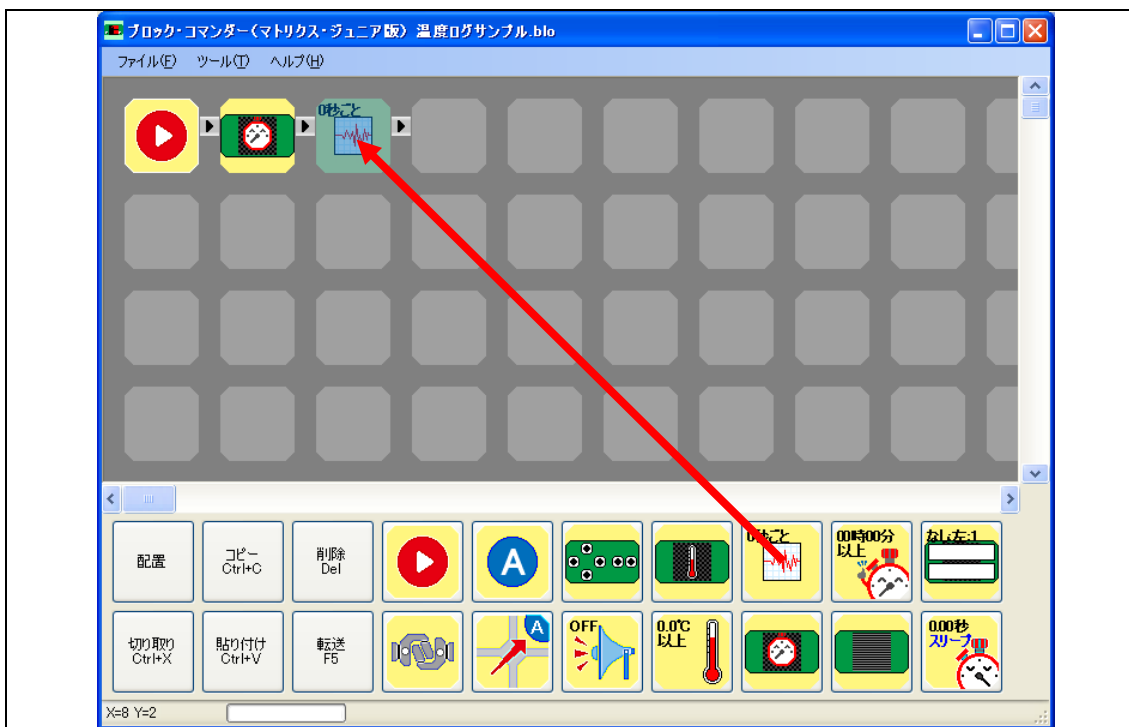 ブロック・コマンダー（マトリクス・ジュニア版） 温度ログサンプル.blo
ファイル(F) ツール(T) ヘルプ(H)
0秒ごと
配置
コピー
Ctrl+C
削除
Del
A
0秒ごと
00時00分
以上
なし左:1
切り取り
Ctrl+X
貼り付け
Ctrl+V
転送
F5
A
OFF
0.0℃
以上
0.00秒
スリープ
X=8 Y=2